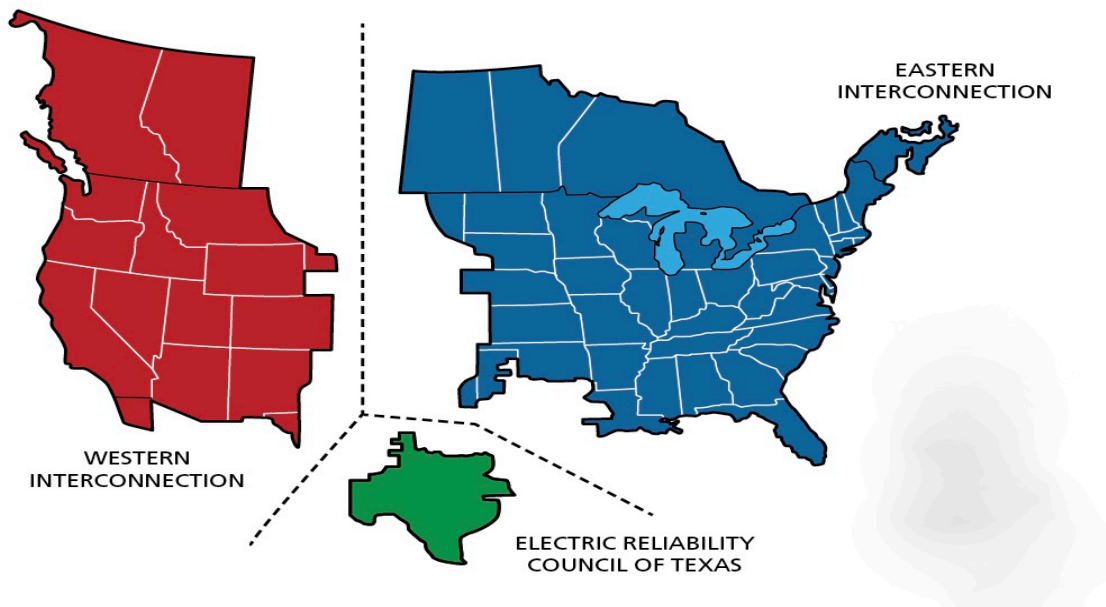 EASTERN
INTERCONNECTION
WESTERN
INTERCONNECTION
ELECTRIC RELIABILITY
COUNCIL OF TEXAS